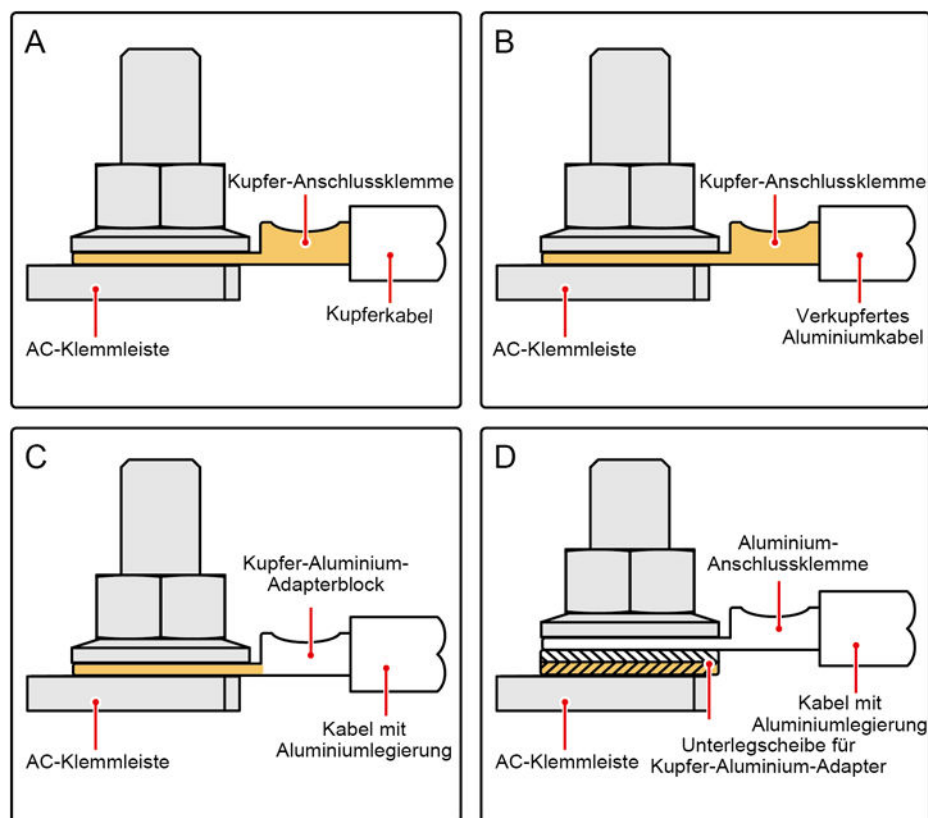 A
Kupfer-Anschlussklemme
Kupferkabel
AC-Klemmleiste
B
Kupfer-Anschlussklemme
Verkupfertes
Aluminiumkabel
AC-Klemmleiste
C
Kupfer-Aluminium-
Adapterblock
Kabel mit
Aluminiumlegierung
AC-Klemmleiste
D
Aluminium-
Anschlussklemme
Kabel mit
Aluminiumlegierung
Unterlegscheibe für
Kupfer-Aluminium-Adapter
AC-Klemmleiste